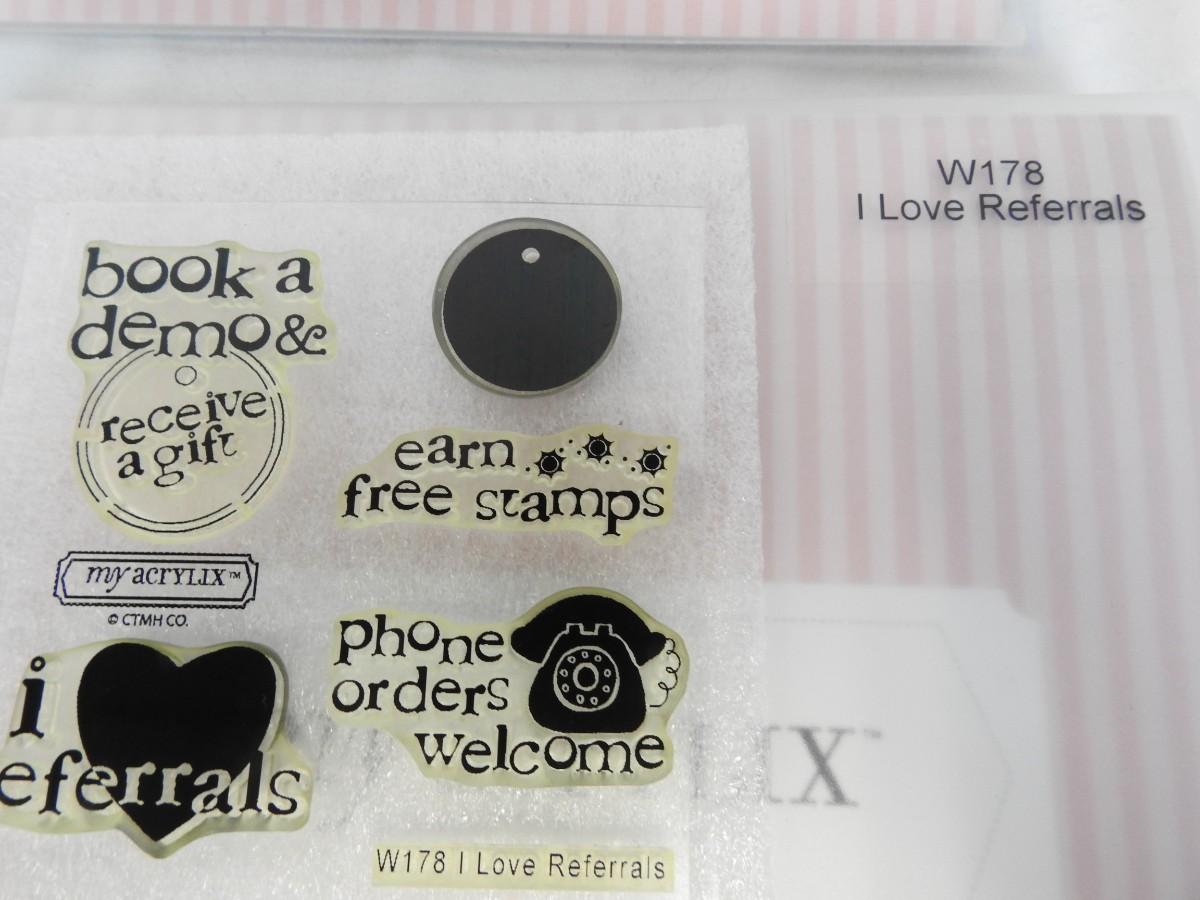 W178
I Love Referrals
book a
demo &
receive
a gift
earn
free stamps
my acrylix™
© CTMH CO.
i
eferrals
phone
orders
welcome
IX™
W178 I Love Referrals